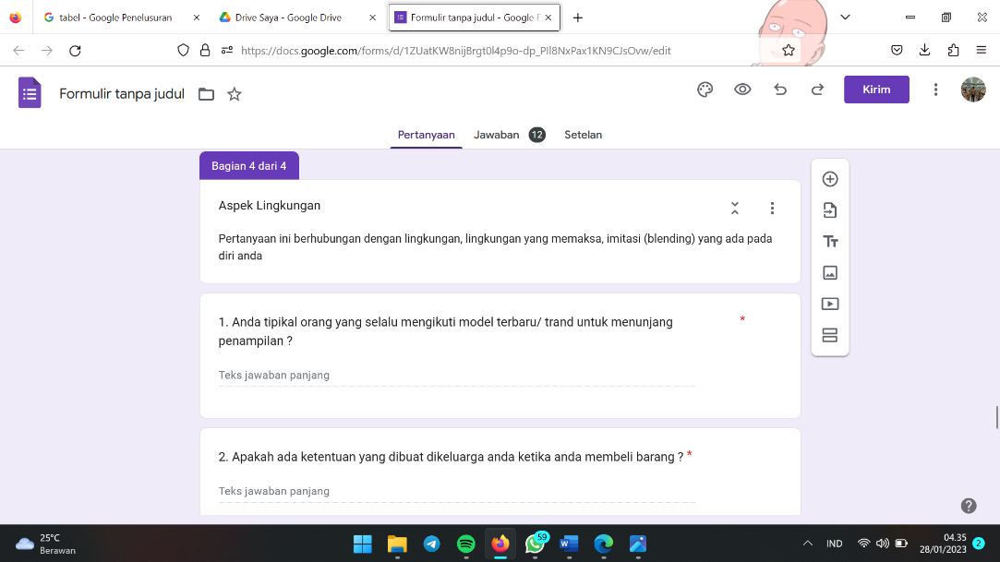 tabel - Google Penelusuran
Drive Saya - Google Drive
Formulir tanpa judul - Google F
https://docs.google.com/forms/d/1ZUatKW8nijBrgt0l4p9o-dp_PIl8NxPax1KN9CJsOvw/edit
Formulir tanpa judul
Kirim
Pertanyaan
Jawaban 12
Setelan
Bagian 4 dari 4
Aspek Lingkungan
Pertanyaan ini berhubungan dengan lingkungan, lingkungan yang memaksa, imitasi (blending) yang ada pada
diri anda
1. Anda tipikal orang yang selalu mengikuti model terbaru/ trand untuk menunjang *
penampilan ?
Teks jawaban panjang
2. Apakah ada ketentuan yang dibuat dikeluarga anda ketika anda membeli barang ? *
Teks jawaban panjang
25°C
Berawan
59
IND
04.35
28/01/2023
2